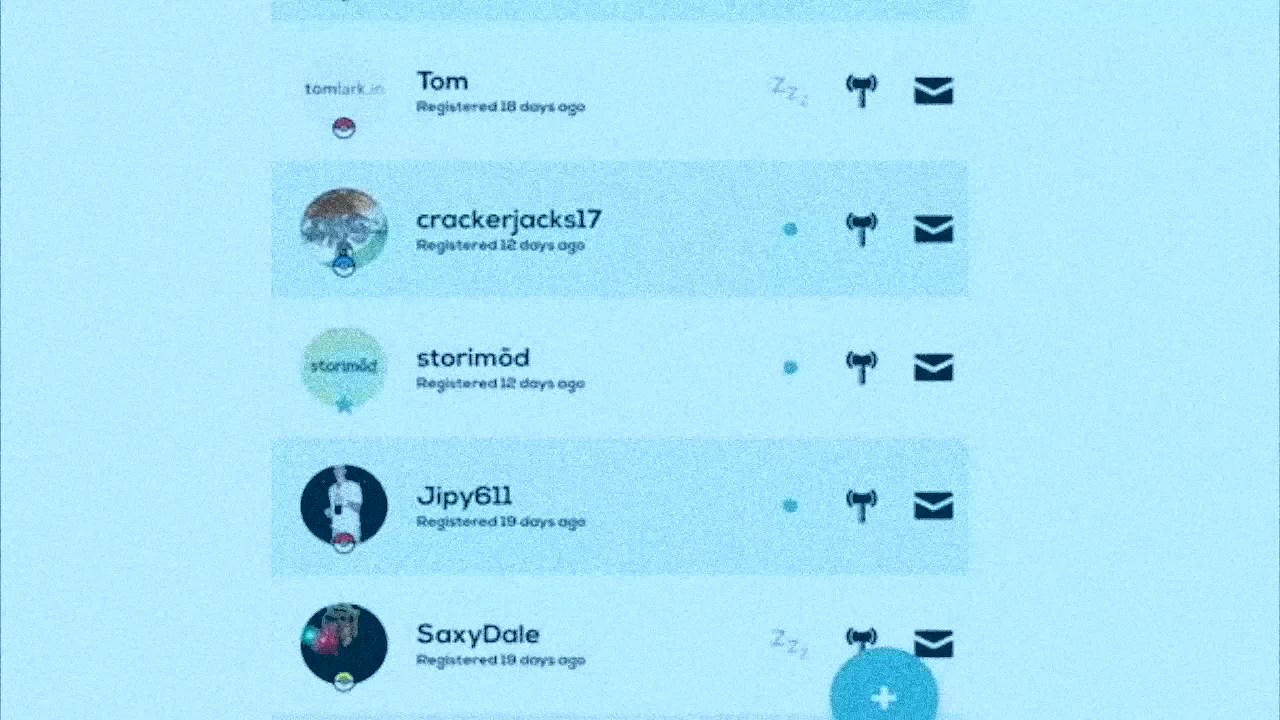 Tom
tomlark.in
Registered 18 days ago
Zzz
crackerjacks17
Registered 12 days ago
storimōd
storimōd
Registered 12 days ago
Jipy611
Registered 19 days ago
SaxyDale
Zzz
Registered 19 days ago